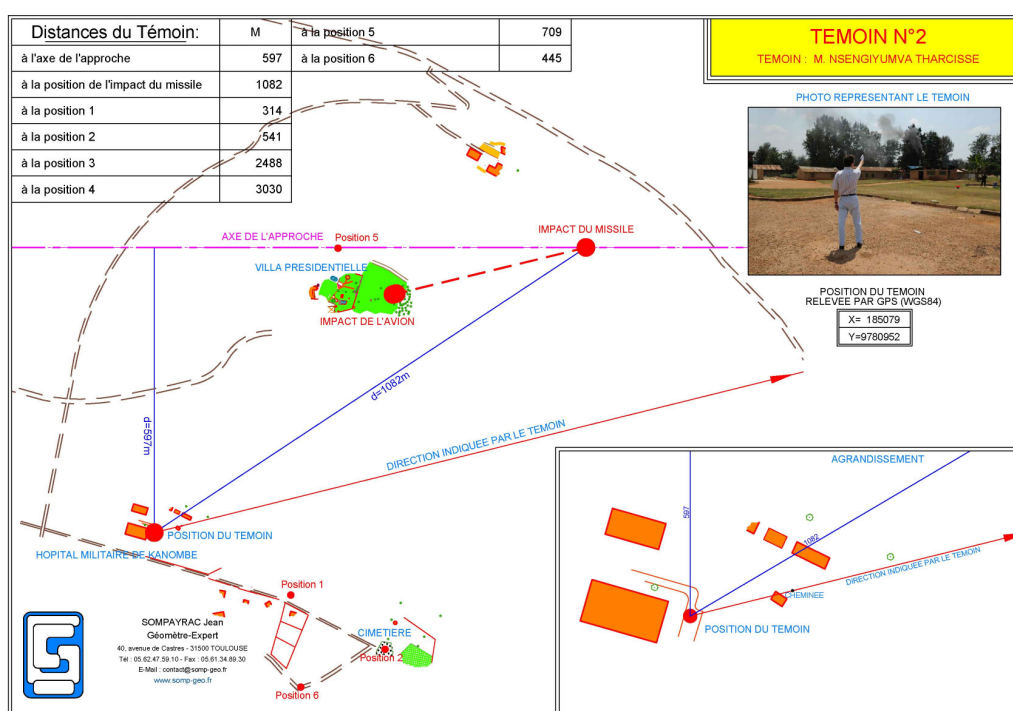 Distances du Témoin: M
à l'axe de l'approche 597
à la position de l'impact du missile 1082
à la position 1 314
à la position 2 541
à la position 3 2488
à la position 4 3030
à la position 5 709
à la position 6 445
TEMOIN N°2
TEMOIN : M. NSENGIYUMVA THARCISSE
PHOTO REPRESENTANT LE TEMOIN
POSITION DU TEMOIN
RELEVEE PAR GPS (WGS84)
X= 185079
Y=9780952
AXE DE L'APPROCHE
Position 5
IMPACT DU MISSILE
VILLA PRESIDENTIELLE
IMPACT DE L'AVION
d=597m
d=1082m
DIRECTION INDIQUEE PAR LE TEMOIN
POSITION DU TEMOIN
HOPITAL MILITAIRE DE KANOMBE
Position 1
CIMETIERE
Position 2
Position 6
SOMPAYRAC Jean
Géomètre-Expert
40, avenue de Castres - 31500 TOULOUSE
Tél : 05.62.47.59.10 - Fax : 05.61.34.89.30
E-Mail : contact@somp-geo.fr
www.somp-geo.fr
AGRANDISSEMENT
597
1082
DIRECTION INDIQUEE PAR LE TEMOIN
CHEMINEE
POSITION DU TEMOIN